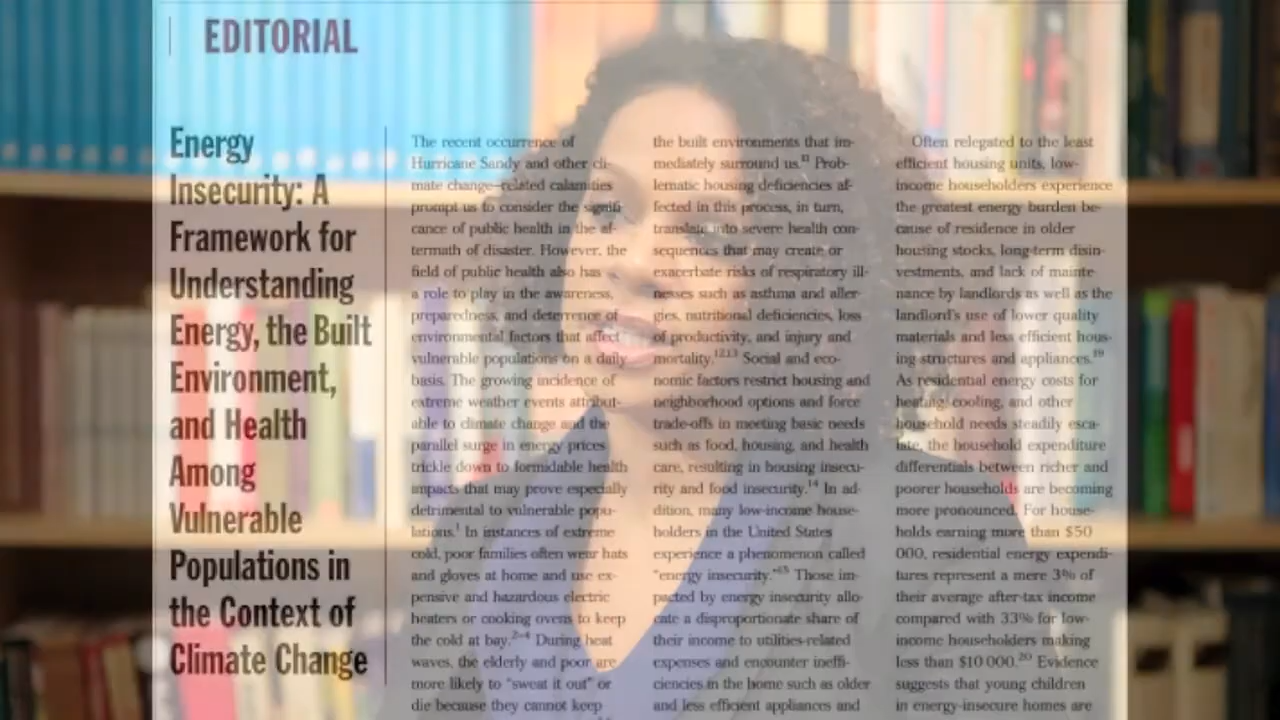 EDITORIAL
Energy
Insecurity: A
Framework for
Understanding
Energy, the Built
Environment,
and Health
Among
Vulnerable
Populations in
the Context of
Climate Change
The recent occurrence of
Hurricane Sandy and other cli-
mate change–related calamities
prompt us to consider the signifi
cance of public health in the af-
termath of disaster. However, the
field of public health also has
a role to play in the awareness,
preparedness, and deterrence of
environmental factors that affect
vulnerable populations on a daily
basis. The growing incidence of
extreme weather events attribut-
able to climate change and the
parallel surge in energy prices
trickle down to formidable health
impacts that may prove especially
detrimental to vulnerable popu-
lations.1 In instances of extreme
cold, poor families often wear hats
and gloves at home and use ex-
pensive and hazardous electric
heaters or cooking ovens to keep
the cold at bay.2–4 During heat
waves, the elderly and poor are
more likely to “sweat it out” or
die because they cannot keep
the built environments that im-
mediately surround us.11 Prob-
lematic housing deficiencies af-
fected in this process, in turn,
translate into severe health con-
sequences that may create or
exacerbate risks of respiratory ill-
nesses such as asthma and aller-
gies, nutritional deficiencies, loss
of productivity, and injury and
mortality.12,13 Social and eco-
nomic factors restrict housing and
neighborhood options and force
trade-offs in meeting basic needs
such as food, housing, and health
care, resulting in housing insecu-
rity and food insecurity.14 In ad-
dition, many low-income house-
holders in the United States
experience a phenomenon called
“energy insecurity.”15 Those im-
pacted by energy insecurity allo-
cate a disproportionate share of
their income to utilities-related
expenses and encounter ineffi-
ciencies in the home such as older
and less efficient appliances and
Often relegated to the least
efficient housing units, low-
income householders experience
the greatest energy burden be-
cause of residence in older
housing stocks, long-term disin-
vestments, and lack of mainte-
nance by landlords as well as the
landlord's use of lower quality
materials and less efficient hous-
ing structures and appliances.19
As residential energy costs for
heating, cooling, and other
household needs steadily esca-
late, the household expenditure
differentials between richer and
poorer households are becoming
more pronounced. For house-
holds earning more than $50
000, residential energy expendi-
tures represent a mere 3% of
their average after-tax income
compared with 33% for low-
income householders making
less than $10 000.20 Evidence
suggests that young children
in energy-insecure homes are